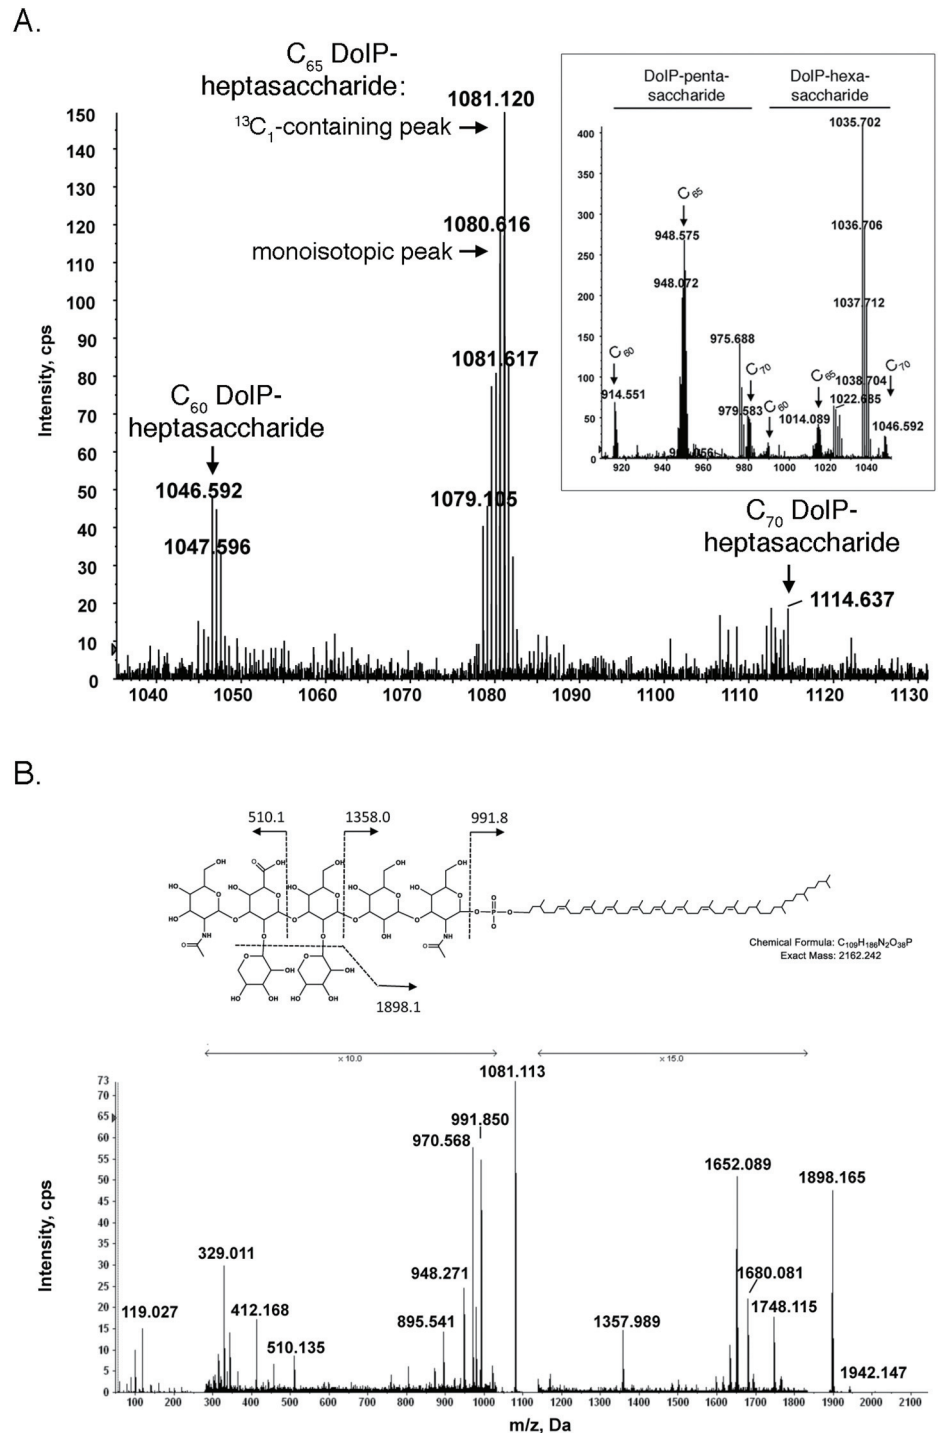 A.
C65 DolP-
heptasaccharide:
1081.120
13C1-containing peak
1080.616
monoisotopic peak
1081.617
C60 DolP-
heptasaccharide
1046.592
1047.596
1079.105
C70 DolP-
heptasaccharide
1114.637
Intensity, cps
150
140
130
120
110
100
90
80
70
60
50
40
30
20
10
0
1040 1050 1060 1070 1080 1090 1100 1110 1120 1130
DolP-penta-
saccharide
DolP-hexa-
saccharide
1035.702
C65
948.575
1036.706
948.072
1037.712
C60
975.688
C70
C65
C70
1038.704
914.551
979.583
C60
1014.089
1022.685
1046.592
400
350
300
250
200
150
100
50
0
920 940 960 980 1000 1020 1040
B.
510.1 1358.0 991.8
1898.1
Chemical Formula: C109H186N2O38P
Exact Mass: 2162.242
x 10.0 x 15.0
1081.113
991.850
970.568
1652.089
1898.165
329.011
948.271
1680.081
119.027
412.168
895.541
1357.989
1748.115
510.135
1942.147
Intensity, cps
73
70
65
60
55
50
45
40
35
30
25
20
15
10
5
0
100 200 300 400 500 600 700 800 900 1000 1100 1200 1300 1400 1500 1600 1700 1800 1900 2000 2100
m/z, Da